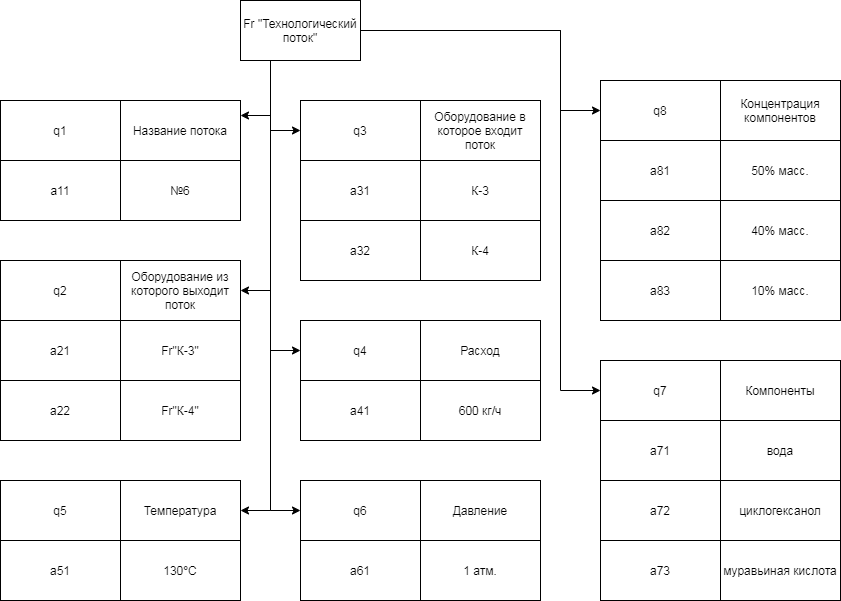 Fr "Технологический
поток"
q1
Название потока
a11
№6
q2
Оборудование из
которого выходит
поток
a21
Fr"К-3"
a22
Fr"К-4"
q5
Температура
a51
130°С
q3
Оборудование в
которое входит
поток
a31
К-3
a32
К-4
q4
Расход
a41
600 кг/ч
q6
Давление
a61
1 атм.
q8
Концентрация
компонентов
a81
50% масс.
a82
40% масс.
a83
10% масс.
q7
Компоненты
a71
вода
a72
циклогексанол
a73
муравьиная кислота